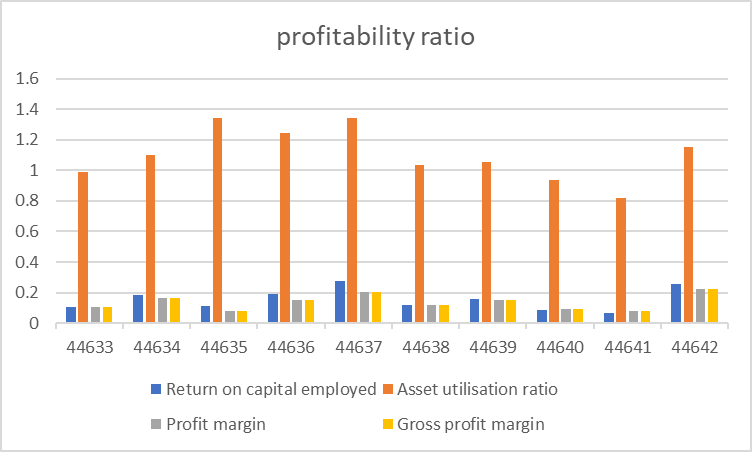 profitability ratio
1.6
1.4
1.2
1
0.8
0.6
0.4
0.2
0
44633 44634 44635 44636 44637 44638 44639 44640 44641 44642
Return on capital employed Asset utilisation ratio
Profit margin Gross profit margin